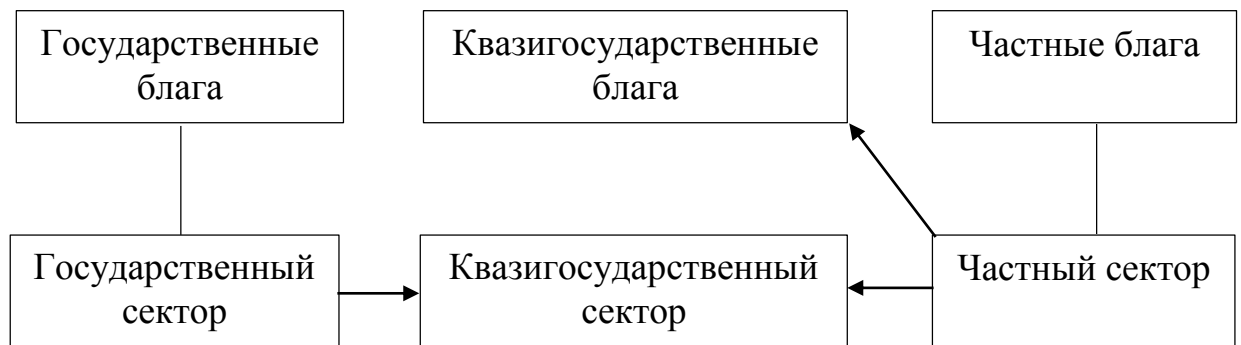 Государственные
блага
Квазигосударственные
блага
Частные блага
Государственный
сектор
Квазигосударственный
сектор
Частный сектор